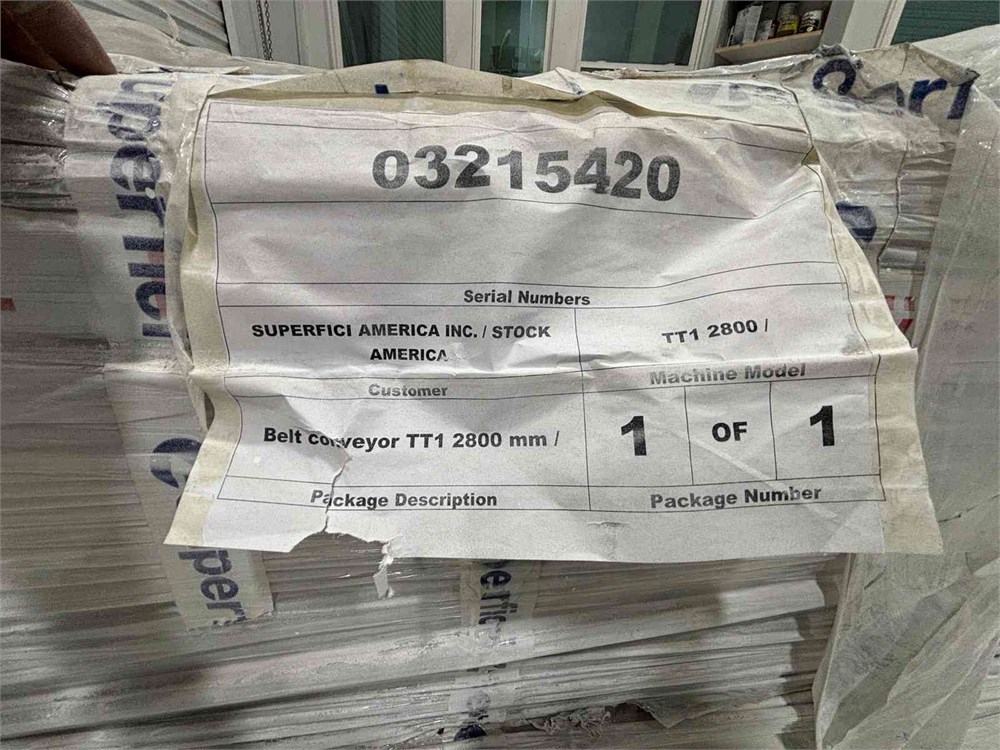 03215420
Serial Numbers
SUPERFICI AMERICA INC. / STOCK
AMERICA
Customer
TT1 2800 /
Machine Model
Belt conveyor TT1 2800 mm /
Package Description
1 OF 1
Package Number